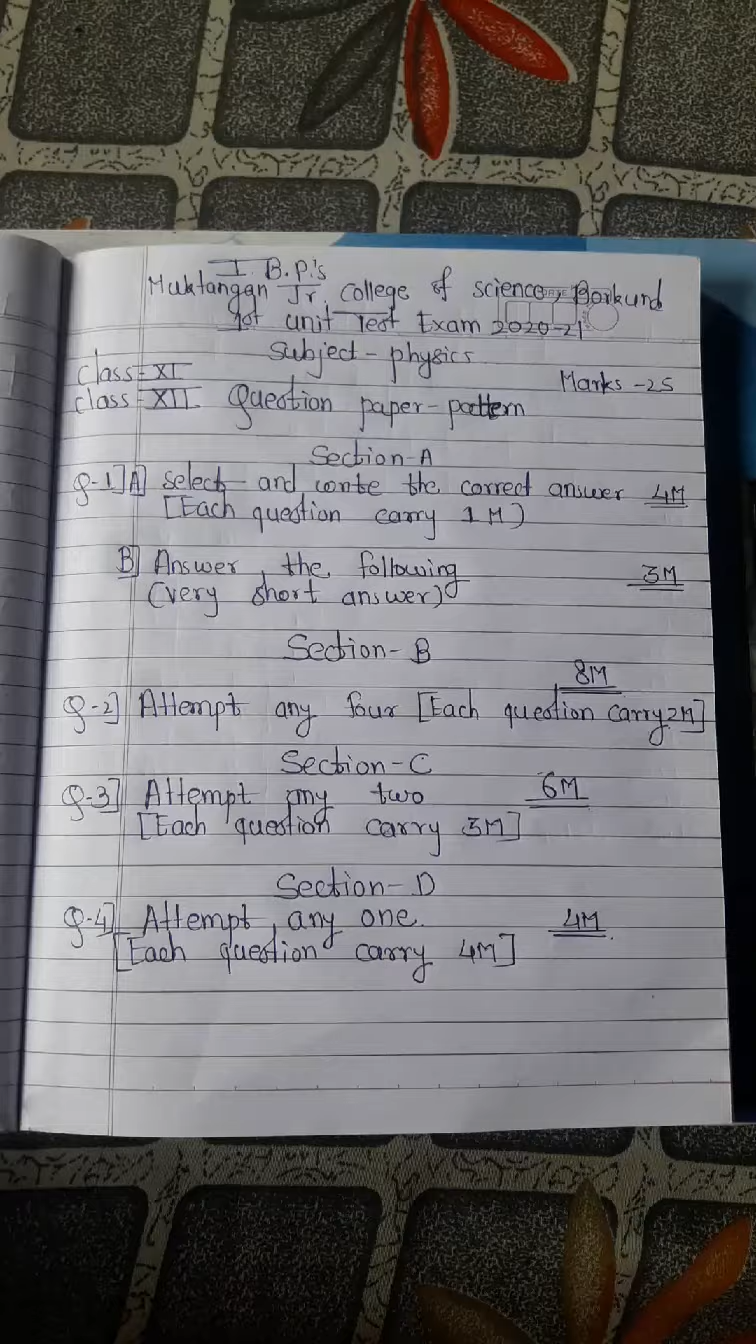 I. B.P.'s
Muktangan Jr. college of science, Borkund
1st unit Test Exam 2020-21
Subject - physics
class - XI
Marks - 25
class - XII Question paper - pattern
Section - A
Q-1] A] Select and write the correct answer 4M
[Each question carry 1M)
B] Answer the following 3M
(very short answer)
Section - B
8M
Q-2] Attempt any four [Each question carry 2M]
Section - C
Q-3] Attempt any two 6M
[Each question carry 3M]
Section - D
Q-4] Attempt any one. 4M
[Each question carry 4M]